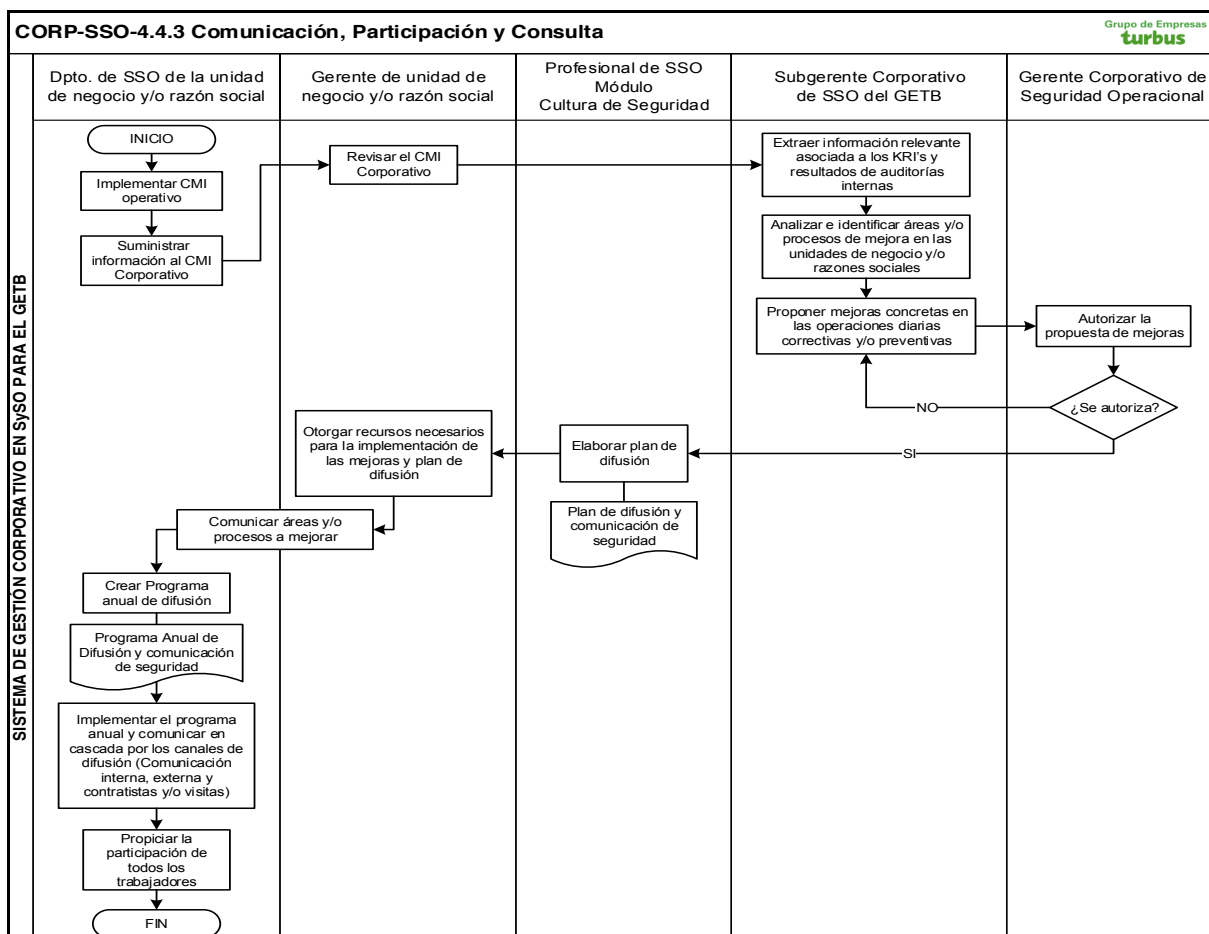 CORP-SSO-4.4.3 Comunicación, Participación y Consulta
Grupo de Empresas
turbus
SISTEMA DE GESTIÓN CORPORATIVO EN SySO PARA EL GETB
Dpto. de SSO de la unidad
de negocio y/o razón social
Gerente de unidad de
negocio y/o razón social
Profesional de SSO
Módulo
Cultura de Seguridad
Subgerente Corporativo
de SSO del GETB
Gerente Corporativo de
Seguridad Operacional
INICIO
Implementar CMI
operativo
Suministrar
información al CMI
Corporativo
Revisar el CMI
Corporativo
Extraer información relevante
asociada a los KRI's y
resultados de auditorías
internas
Analizar e identificar áreas y/o
procesos de mejora en las
unidades de negocio y/o
razones sociales
Proponer mejoras concretas en
las operaciones diarias
correctivas y/o preventivas
Autorizar la
propuesta de mejoras
¿Se autoriza?
NO
SI
Elaborar plan de
difusión
Plan de difusión y
comunicación de
seguridad
Otorgar recursos necesarios
para la implementación de
las mejoras y plan de
difusión
Comunicar áreas y/o
procesos a mejorar
Crear Programa
anual de difusión
Programa Anual de
Difusión y comunicación
de seguridad
Implementar el programa
anual y comunicar en
cascada por los canales de
difusión (Comunicación
interna, externa y
contratistas y/o visitas)
Propiciar la
participación de
todos los
trabajadores
FIN